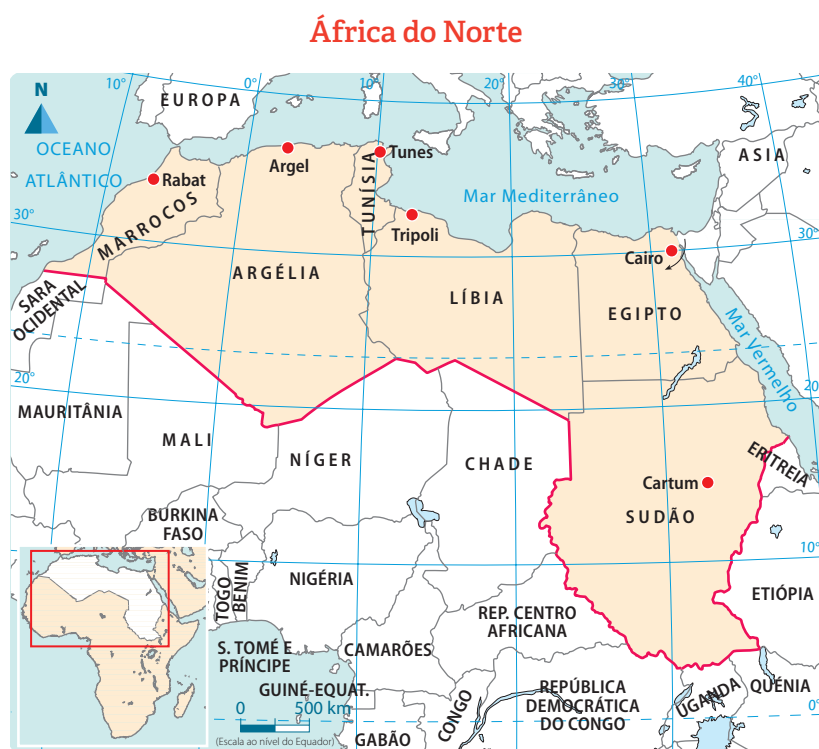 África do Norte
N
10°
0°
10°
20°
30°
40°
EUROPA
ÁSIA
OCEANO
ATLÂNTICO
Rabat
Argel
Tunes
TUNÍSIA
Mar Mediterrâneo
30°
MARROCOS
Tripoli
Cairo
30°
SARA
OCIDENTAL
ARGÉLIA
LÍBIA
EGIPTO
Mar Vermelho
20°
MAURITÂNIA
MALI
NÍGER
CHADE
20°
ERITREIA
Cartum
SUDÃO
BURKINA
FASO
10°
TOGO
BENIM
NIGÉRIA
ETIÓPIA
REP. CENTRO
AFRICANA
S. TOMÉ E
PRÍNCIPE
CAMARÕES
GUINÉ-EQUAT.
CONGO
REPÚBLICA
DEMOCRÁTICA
DO CONGO
UGANDA
QUÉNIA
0°
0 500 km
(Escala ao nível do Equador)
GABÃO